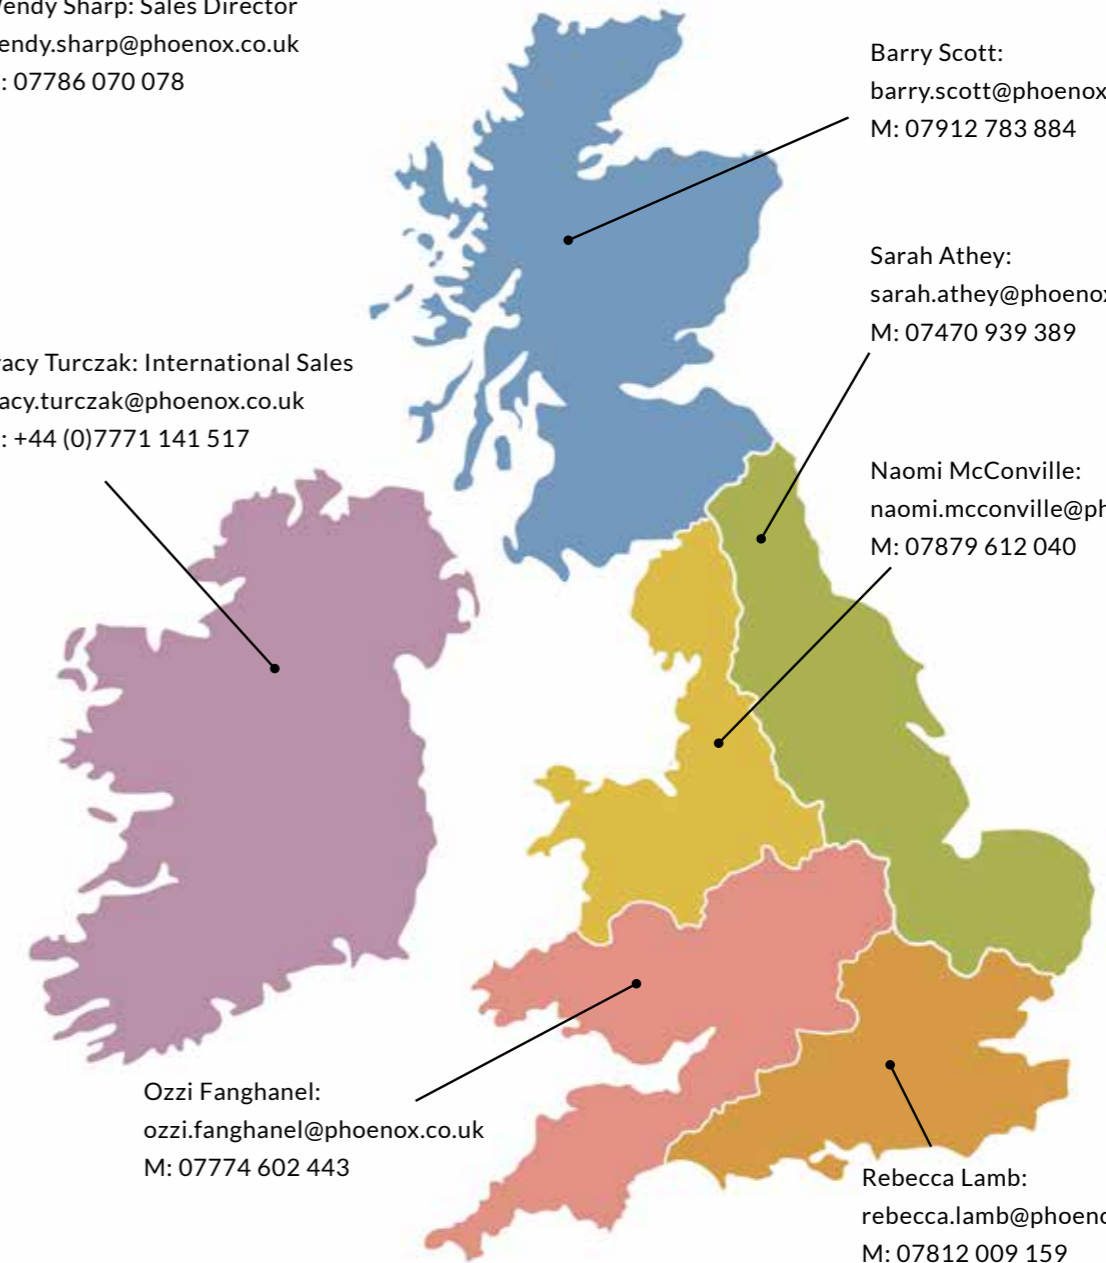 endy Sharp: Sales Director
endy.sharp@phoenox.co.uk
: 07786 070 078
Barry Scott:
barry.scott@phoenox
M: 07912 783 884
Sarah Athey:
sarah.athey@phoenox
M: 07470 939 389
acy Turczak: International Sales
acy.turczak@phoenox.co.uk
: +44 (0)7771 141 517
Naomi McConville:
naomi.mcconville@ph
M: 07879 612 040
Ozzi Fanghanel:
ozzi.fanghanel@phoenox.co.uk
M: 07774 602 443
Rebecca Lamb:
rebecca.lamb@phoeno
M: 07812 009 159